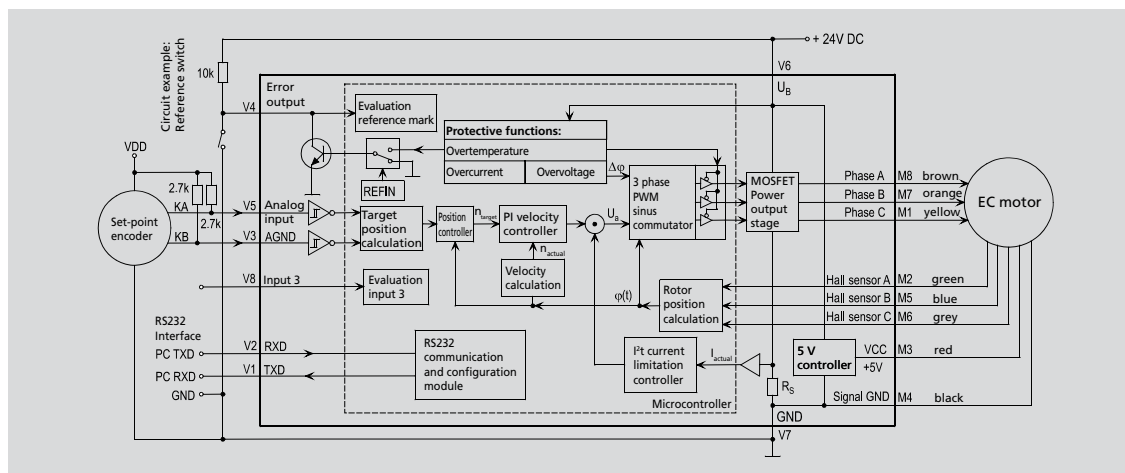 Circuit example:
Reference switch
+ 24V DC
10k
V6
U_B
V4
Error
output
Evaluation
reference mark
Protective functions:
Overtemperature
Overcurrent
Overvoltage
Δφ
VDD
2.7k
2.7k
REFIN
3 phase
PWM
sinus
commutator
MOSFET
Power
output
stage
Phase A
M8
brown
Phase B
M7
orange
Phase C
M1
yellow
EC motor
Set-point
encoder
KA
V5
Analog
input
KB
V3
AGND
Target
position
calculation
Position
controller
n_target
PI velocity
controller
U_B
n_actual
Velocity
calculation
φ(t)
V8
Input 3
Evaluation
input 3
Rotor
position
calculation
Hall sensor A
M2
green
Hall sensor B
M5
blue
Hall sensor C
M6
grey
RS232
Interface
PC TXD
V2
RXD
PC RXD
V1
TXD
GND
RS232
communication
and configuration
module
I²t current
limitation
controller
I_actual
R_S
5 V
controller
VCC
+5V
M3
red
Microcontroller
Signal GND
M4
black
GND
V7